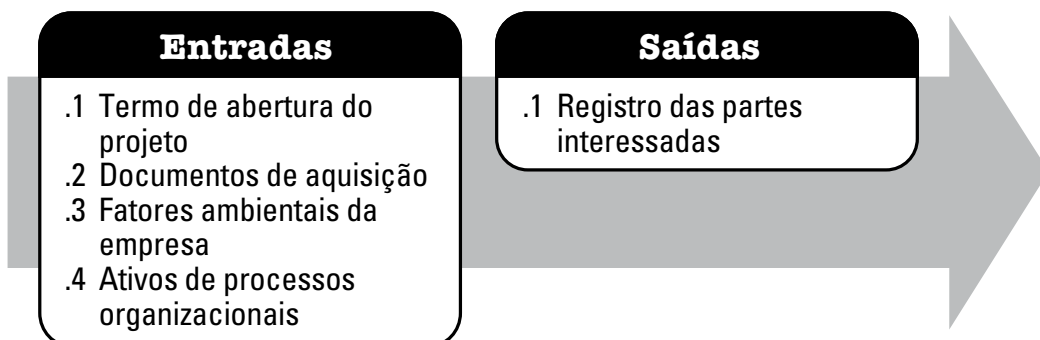 Entradas
.1 Termo de abertura do
projeto
.2 Documentos de aquisição
.3 Fatores ambientais da
empresa
.4 Ativos de processos
organizacionais
Saídas
.1 Registro das partes
interessadas